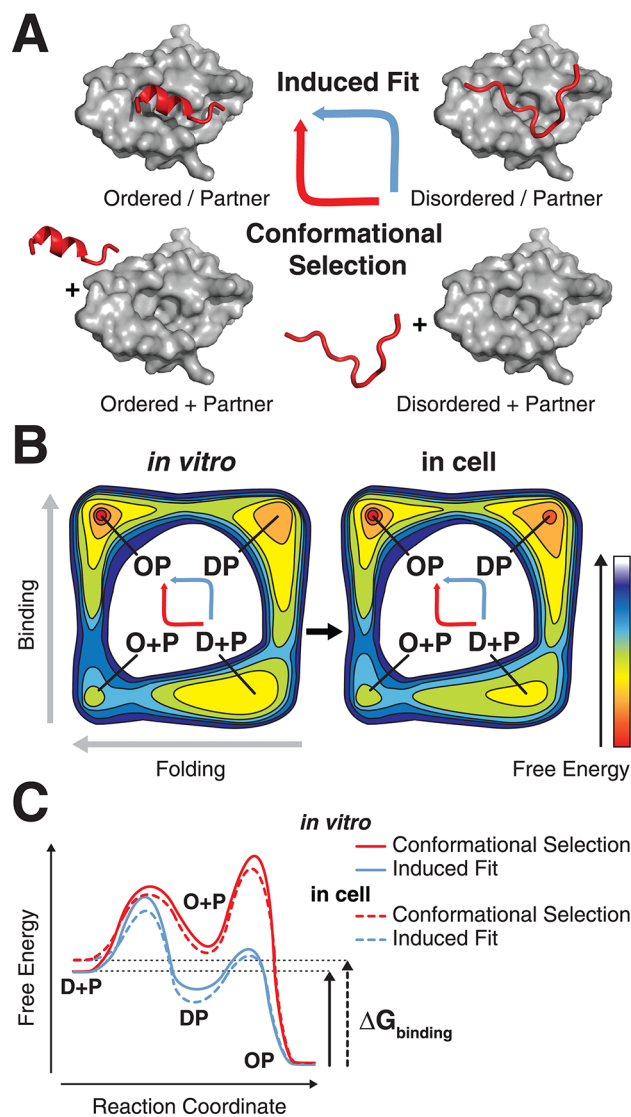 A
Induced Fit
Ordered / Partner
Disordered / Partner
Conformational
Selection
+
+
Ordered + Partner
Disordered + Partner
B
in vitro
in cell
Binding
OP
DP
OP
DP
O+P
D+P
O+P
D+P
Folding
Free Energy
C
in vitro
Conformational Selection
Induced Fit
in cell
Conformational Selection
Induced Fit
Free Energy
O+P
D+P
DP
OP
ΔGbinding
Reaction Coordinate